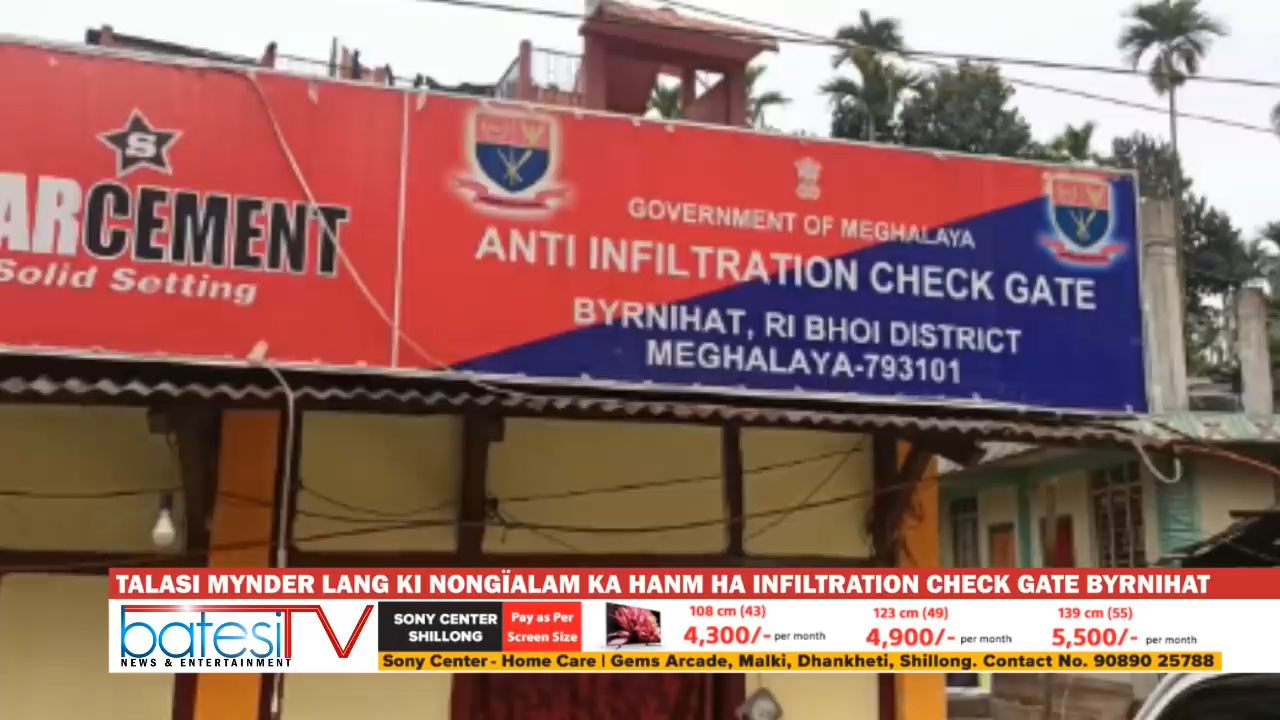 S
ARCEMENT
Solid Setting
GOVERNMENT OF MEGHALAYA
ANTI INFILTRATION CHECK GATE
BYRNIHAT, RI BHOI DISTRICT
MEGHALAYA-793101
TALASI MYNDER LANG KI NONGÏALAM KA HANM HA INFILTRATION CHECK GATE BYRNIHAT
batesi TV
NEWS & ENTERTAINMENT
SONY CENTER
SHILLONG
Pay as Per
Screen Size
108 cm (43)
4,300/- per month
123 cm (49)
4,900/- per month
139 cm (55)
5,500/- per month
Sony Center - Home Care | Gems Arcade, Malki, Dhankheti, Shillong. Contact No. 90890 25788